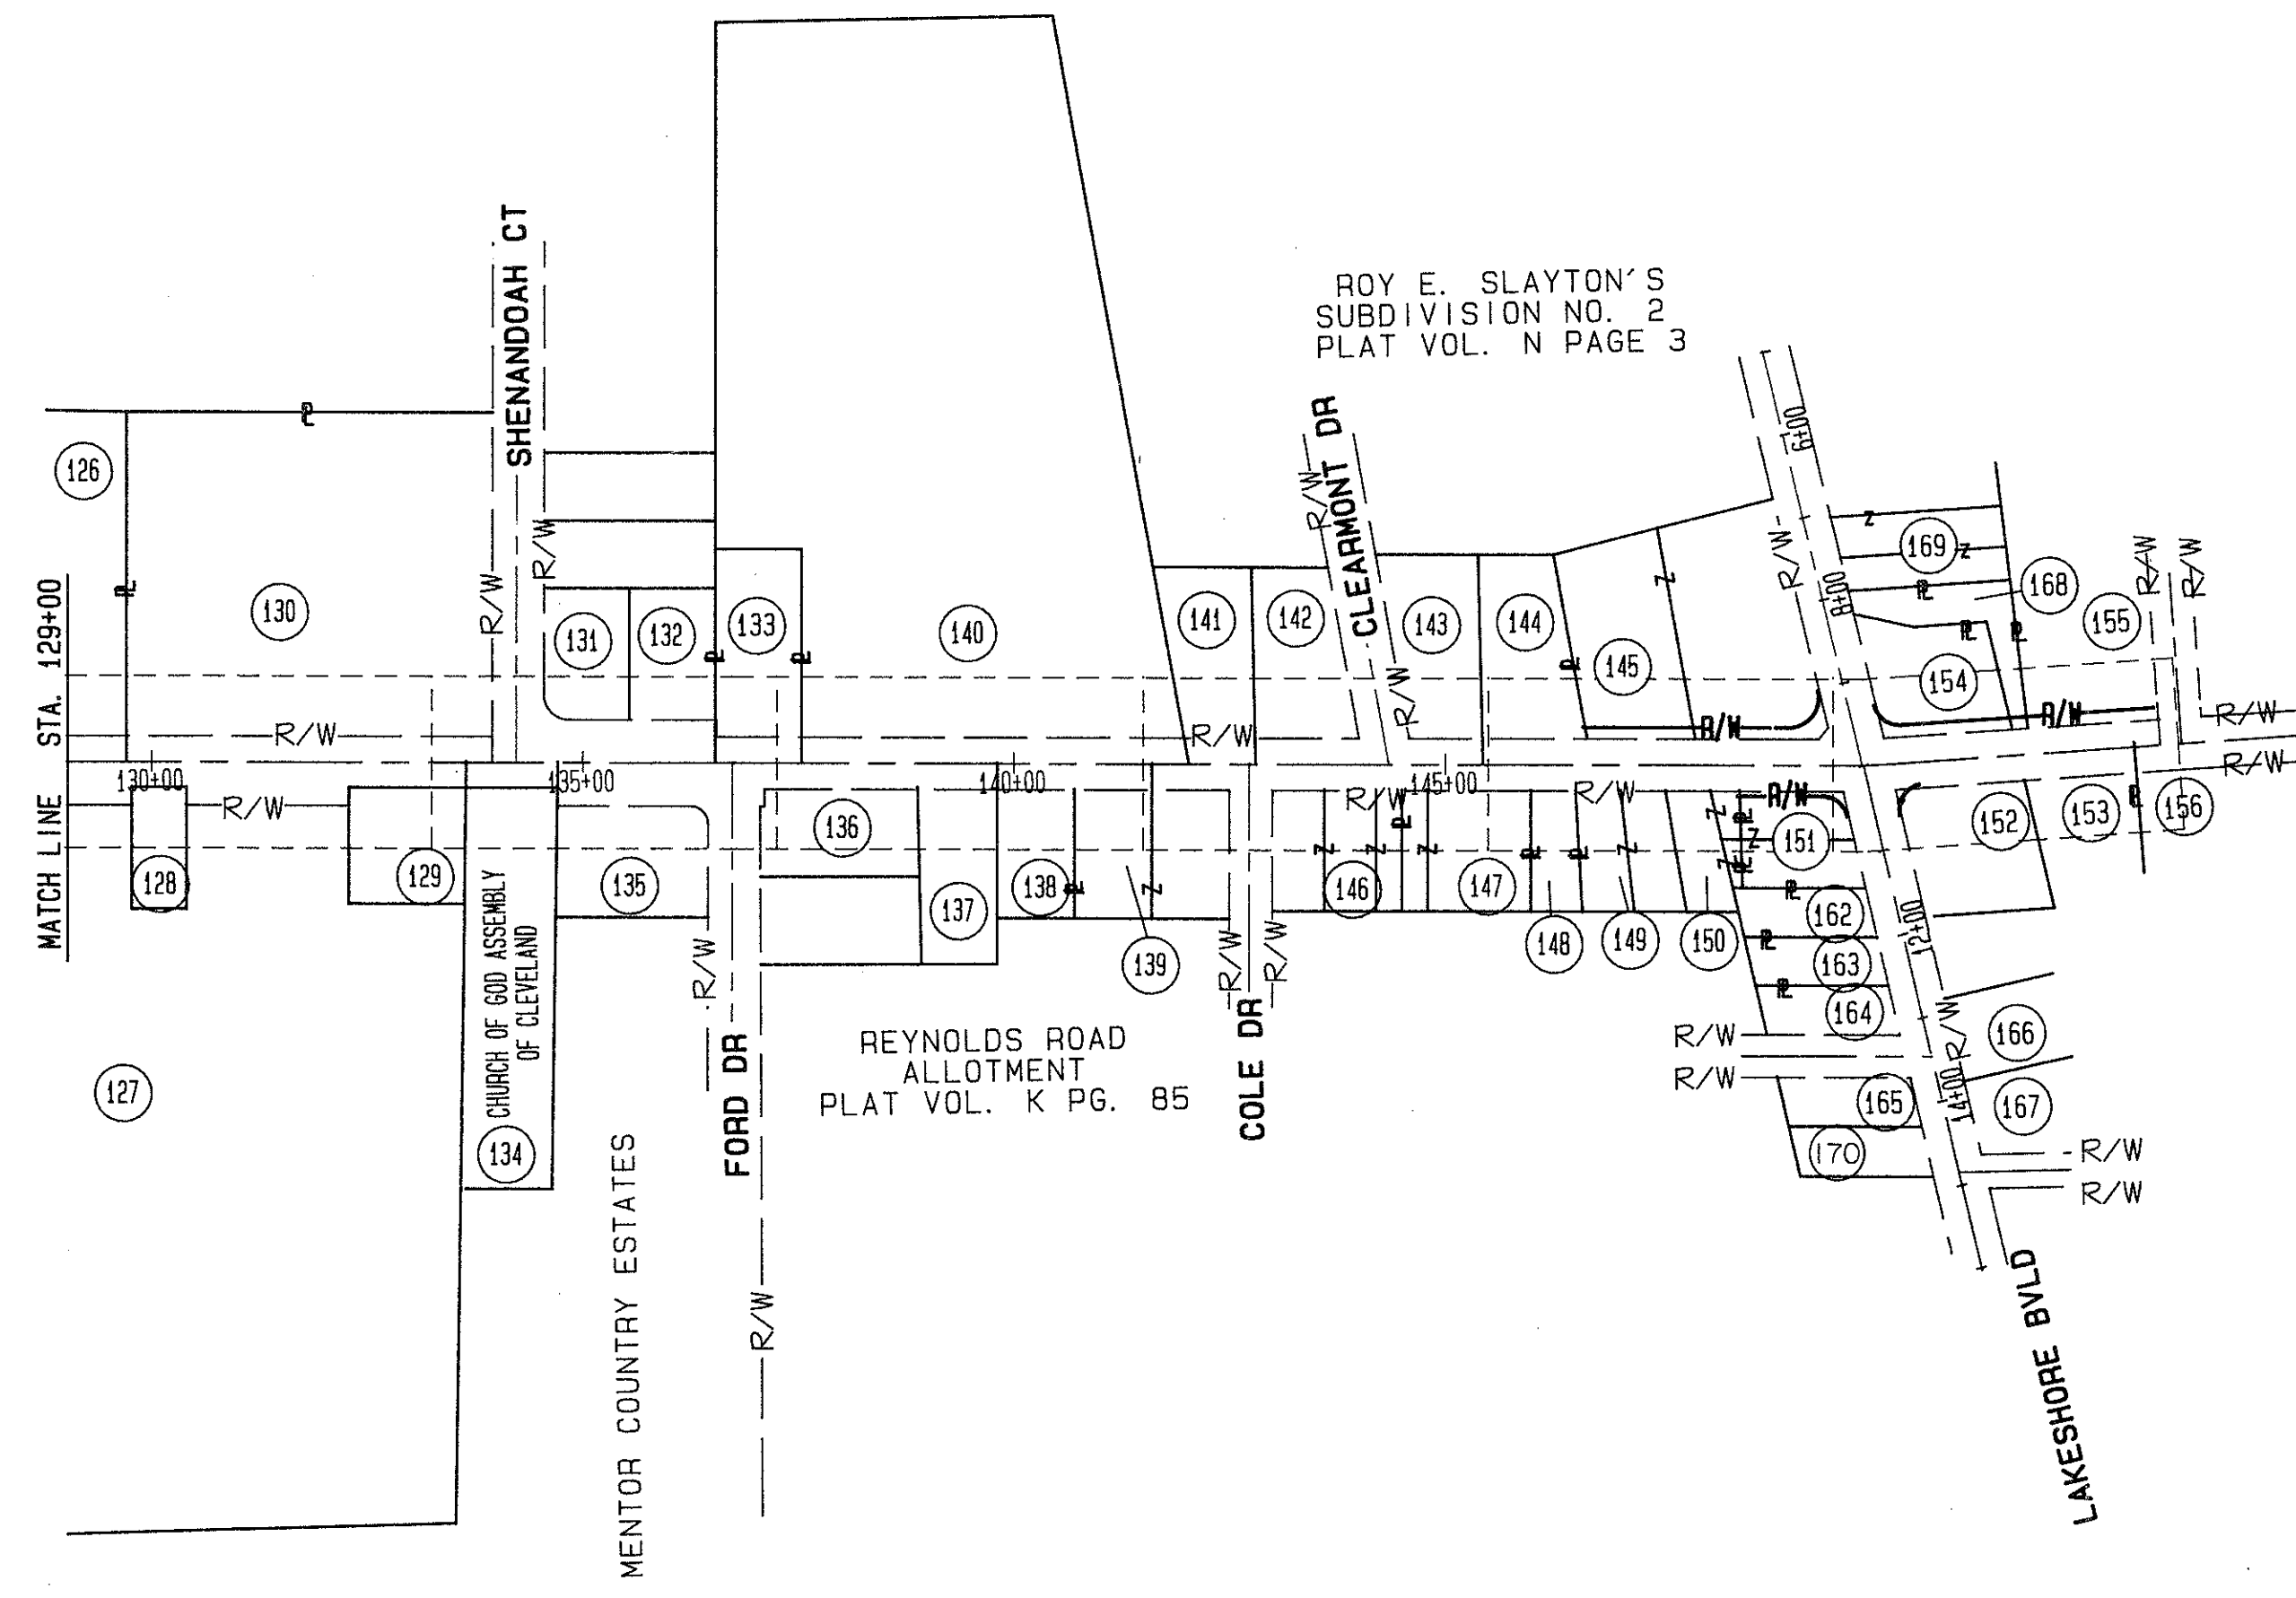 ROY E. SLAYTON'S
SUBDIVISION NO. 2
PLAT VOL. N PAGE 3
SHENANDOAH CT
CLEARMONT DR
R/W
R/W
R/W
R/W
R/W
R/W
R/W
R/W
6+00
8+00
126
130
131
132
133
140
141
142
143
144
145
169
168
155
154
R/W
R/W
R/W
R/W
R/W
R/W
MATCH LINE STA. 129+00
130+00
135+00
140+00
145+00
R/W
R/W
R/W
R/W
128
129
135
136
137
138
139
146
147
148
149
150
151
152
153
156
162
163
164
12+00
R/W
R/W
R/W
CHURCH OF GOD ASSEMBLY
OF CLEVELAND
134
127
FORD DR
R/W
REYNOLDS ROAD
ALLOTMENT
PLAT VOL. K PG. 85
COLE DR
R/W
R/W
R/W
166
167
165
170
14+00
R/W
R/W
MENTOR COUNTRY ESTATES
LAKESHORE BVLD